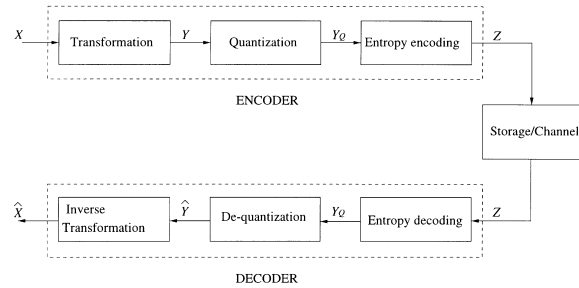 X
Transformation
Y
Quantization
Y_Q
Entropy encoding
Z
ENCODER
Storage/Channel
X̂
Inverse
Transformation
Ŷ
De-quantization
Y_Q
Entropy decoding
Z
DECODER